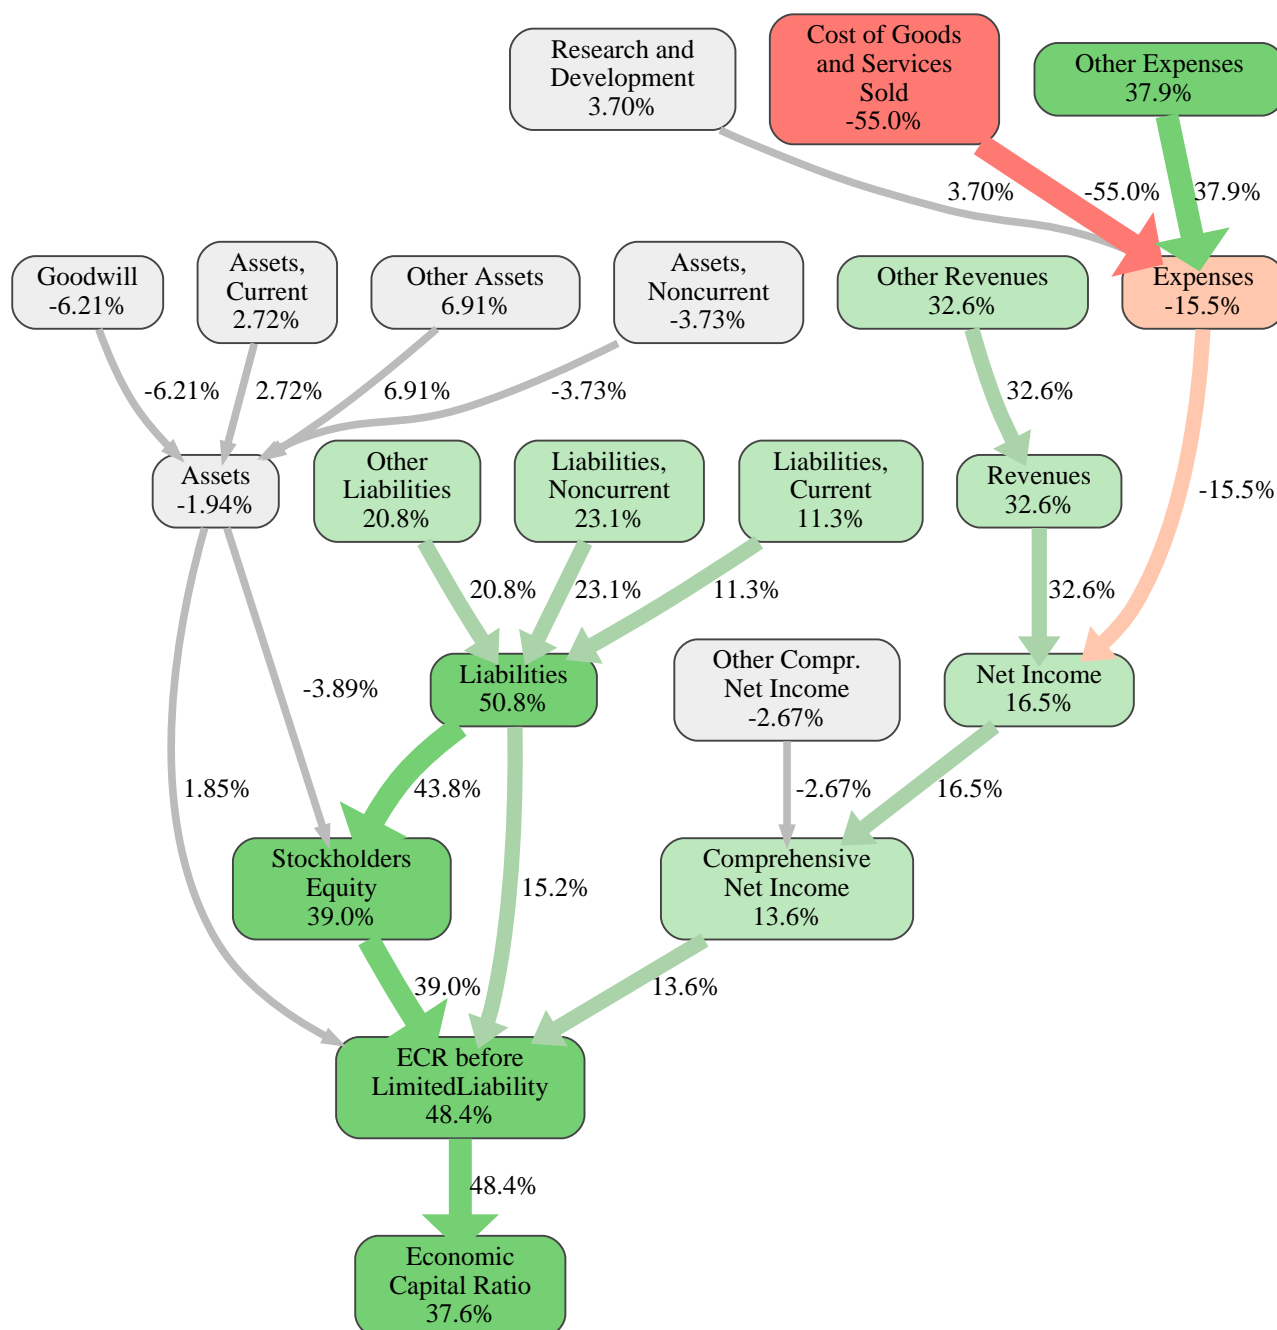 Research and
Development
3.70%
Cost of Goods
and Services
Sold
-55.0%
Other Expenses
37.9%
3.70%
-55.0%
37.9%
Goodwill
-6.21%
Assets,
Current
2.72%
Other Assets
6.91%
Assets,
Noncurrent
-3.73%
Other Revenues
32.6%
Expenses
-15.5%
-6.21%
2.72%
6.91%
-3.73%
32.6%
Assets
-1.94%
Other
Liabilities
20.8%
Liabilities,
Noncurrent
23.1%
Liabilities,
Current
11.3%
Revenues
32.6%
-15.5%
20.8%
23.1%
11.3%
32.6%
-3.89%
Liabilities
50.8%
Other Compr.
Net Income
-2.67%
Net Income
16.5%
1.85%
43.8%
-2.67%
16.5%
Stockholders
Equity
39.0%
15.2%
Comprehensive
Net Income
13.6%
39.0%
13.6%
ECR before
LimitedLiability
48.4%
48.4%
Economic
Capital Ratio
37.6%